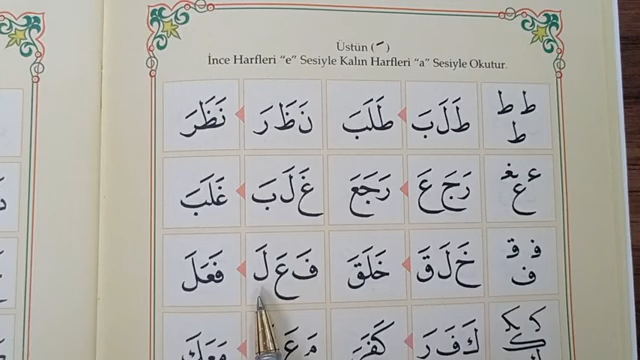 Üstün (ـَ)
İnce Harfleri “e” Sesiyle Kalın Harfleri “a” Sesiyle Okutur.
ط ط ط طَ لَ بَ طَلَبَ نَ ظَ رَ نَظَرَ
ع ع غ رَ جَ عَ رَجَعَ غَ لَ بَ غَلَبَ
ف ق ف خَ لَ قَ خَلَقَ فَ عَ لَ فَعَلَ
ك ك ك كَ فَ رَ كَفَرَ مَ عَ مَعَكَ